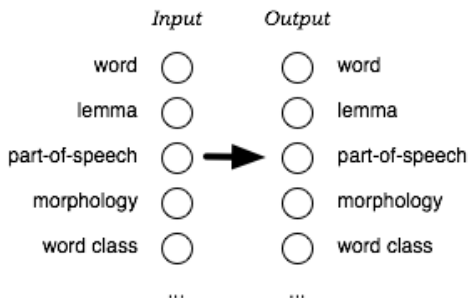 Input Output
word word
lemma lemma
part-of-speech part-of-speech
morphology morphology
word class word class
... ...